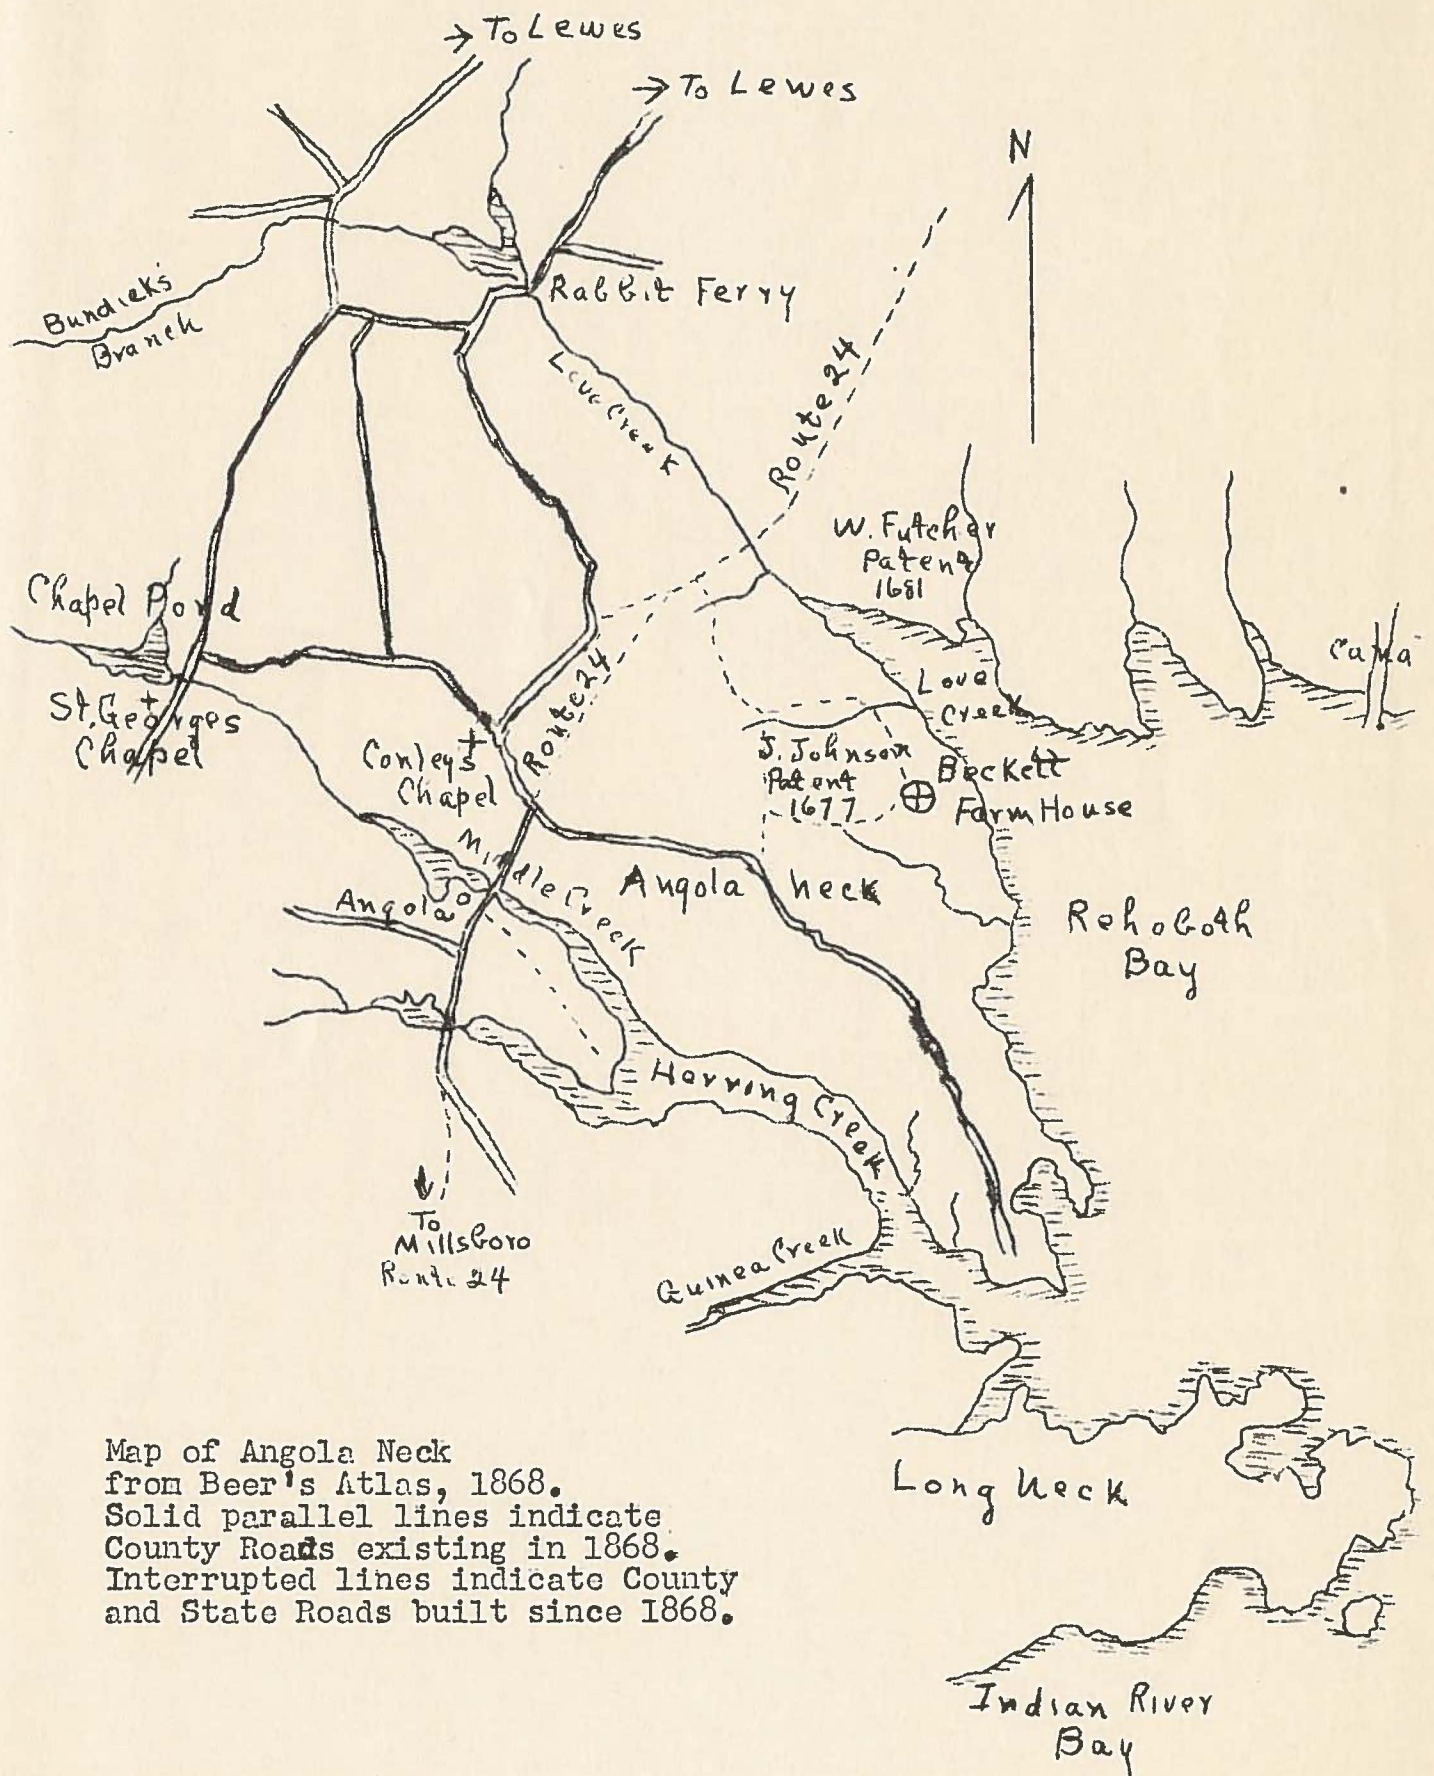 → To Lewes
→ To Lewes
N
Bundick's
Branch
Rabbit Ferry
Love Creek
Route 24
W. Futcher
Patent
1681
Chapel Pond
St. Georges
Chapel
Route 24
Conley's
Chapel
Love
Creek
J. Johnson
Patent
1677
Beckett
Farm House
Middle Creek
Angola
Angola Neck
Rehoboth
Bay
Herring Creek
To
Millsboro
Route 24
Guinea Creek
Long Neck
Map of Angola Neck
from Beer's Atlas, 1868.
Solid parallel lines indicate
County Roads existing in 1868.
Interrupted lines indicate County
and State Roads built since 1868.
Indian River
Bay